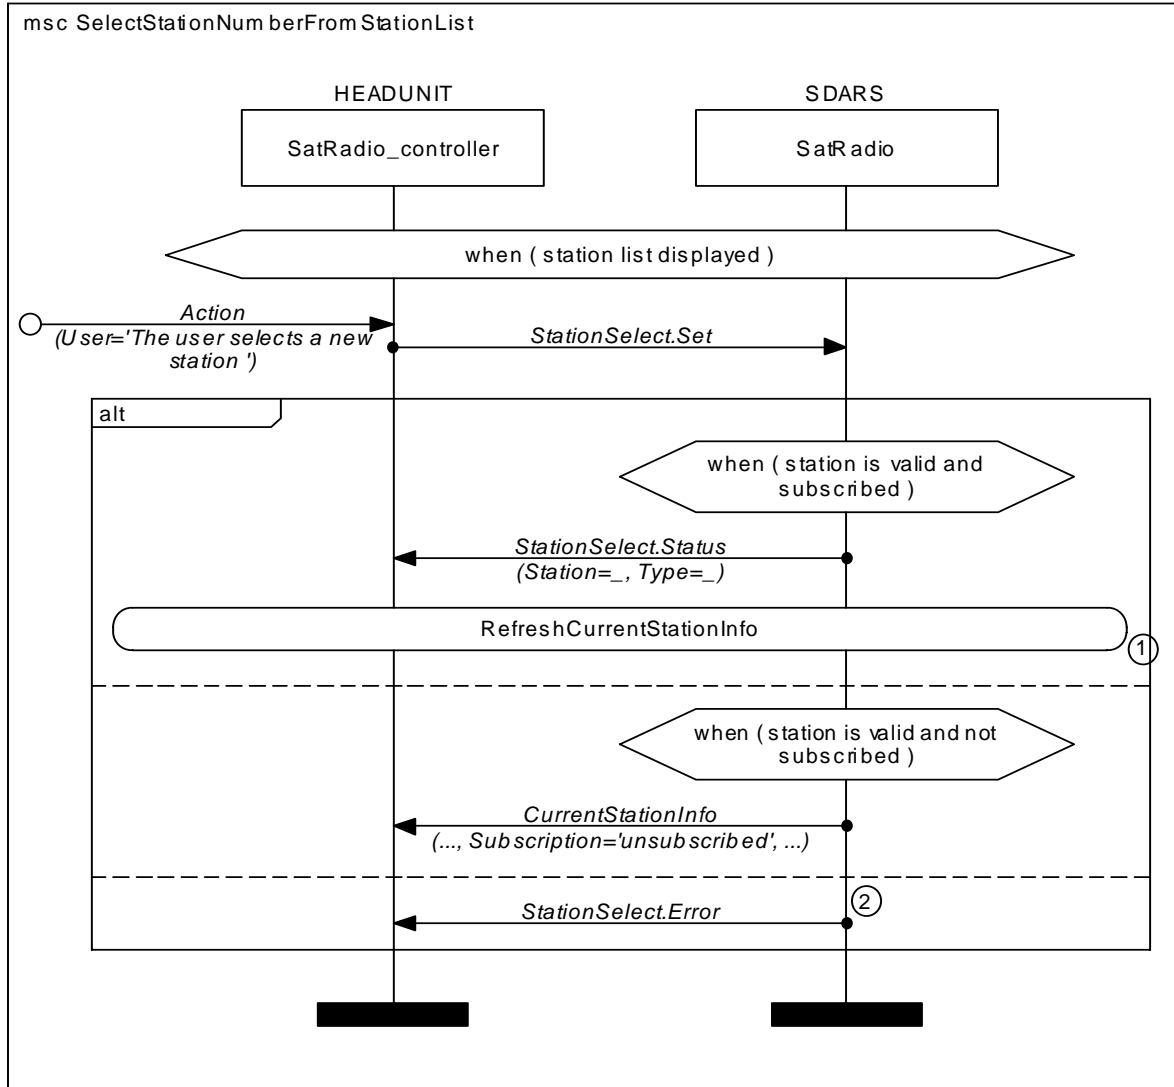 msc SelectStationNumberFromStationList
HEADUNIT
SDARS
SatRadio_controller
SatRadio
when ( station list displayed )
Action
(User='The user selects a new
station ')
StationSelect.Set
alt
when ( station is valid and
subscribed )
StationSelect.Status
(Station=_, Type=_)
RefreshCurrentStationInfo
1
when ( station is valid and not
subscribed )
CurrentStationInfo
(..., Subscription='unsubscribed', ...)
2
StationSelect.Error